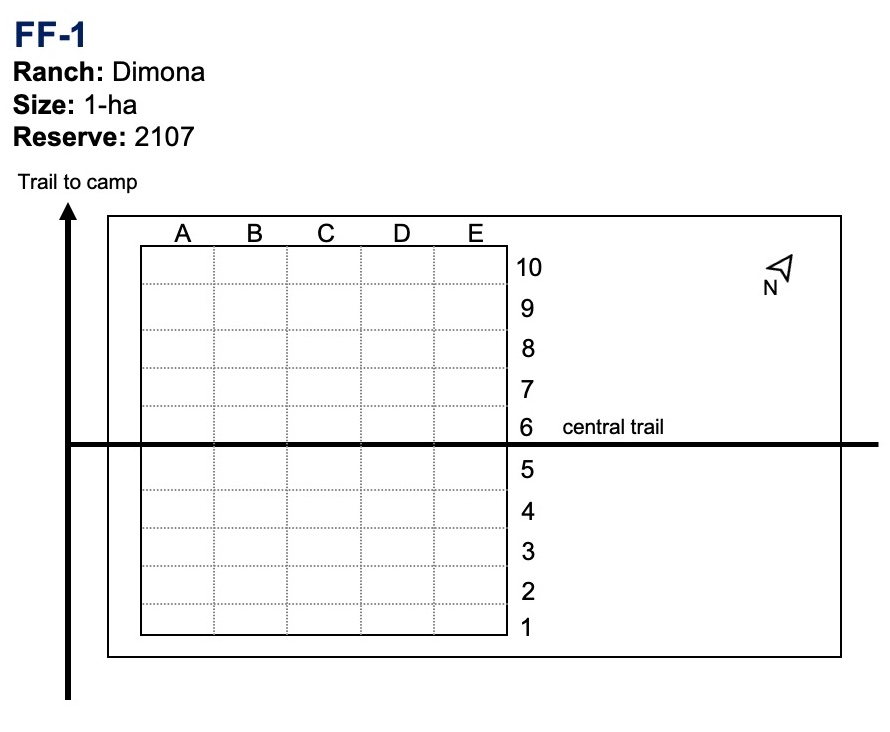 FF-1
Ranch: Dimona
Size: 1-ha
Reserve: 2107
Trail to camp
A B C D E
10
N
9
8
7
6 central trail
5
4
3
2
1